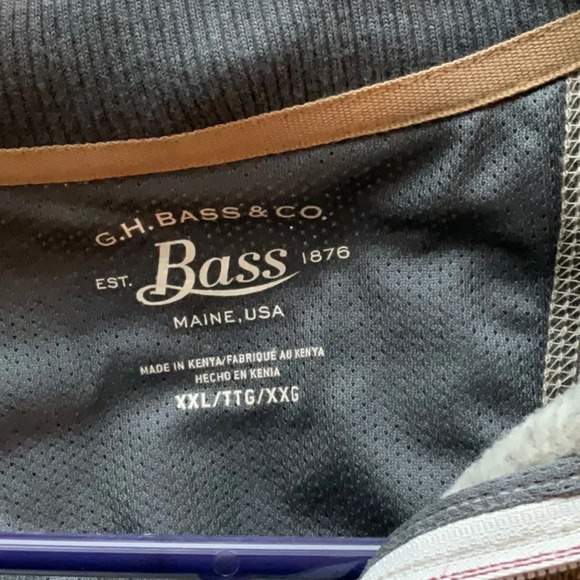 G.H. BASS & CO.
EST. Bass 1876
MAINE, USA
MADE IN KENYA/FABRIQUÉ AU KENYA
HECHO EN KENIA
XXL/TTG/XXG